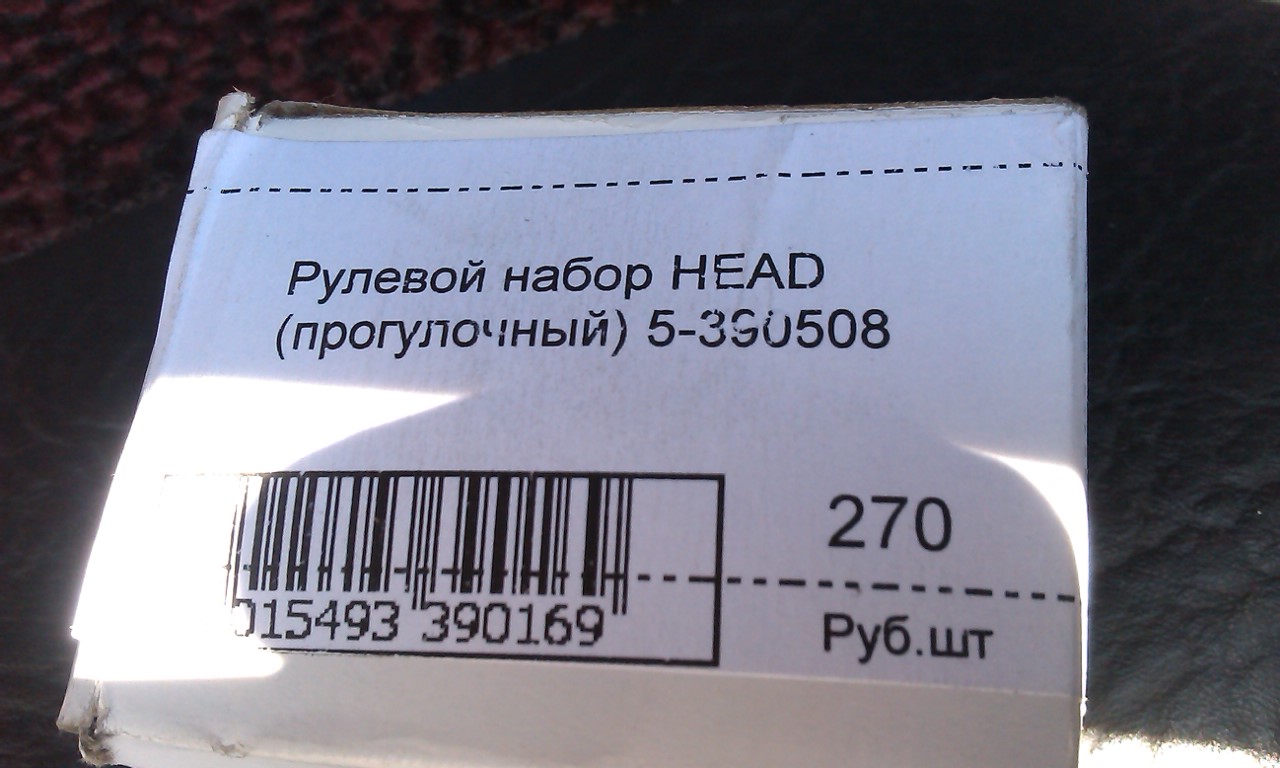 Рулевой набор HEAD
(прогулочный) 5-390508
270
015493 390169
Руб.шт